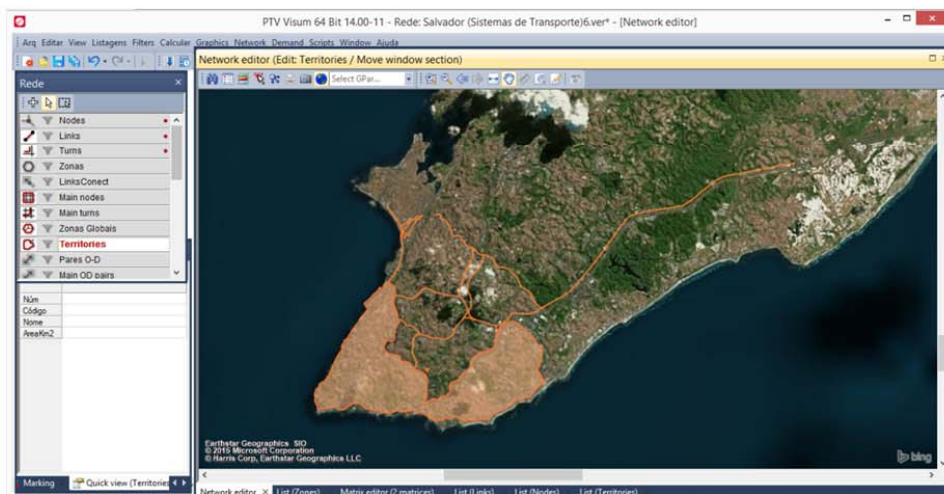 PTV Visum 64 Bit 14.00-11 - Rede: Salvador (Sistemas de Transporte)6.ver* - [Network editor]
Arq Editar View Listagens Filters Calcular Graphics Network Demand Scripts Window Ajuda
Network editor (Edit: Territories / Move window section)
Select GPar...
Rede
Nodes
Links
Turns
Zonas
LinksConect
Main nodes
Main turns
Zonas Globais
Territories
Pares O-D
Main OD pairs
Núm
Código
Nome
AreaKm2
Earthstar Geographics SIO
© 2015 Microsoft Corporation
© Harris Corp, Earthstar Geographics LLC
bing
Marking Quick view (Territories
Network editor List (Zones) Matrix editor (2 matrices) List (Links) List (Nodes) List (Territories)